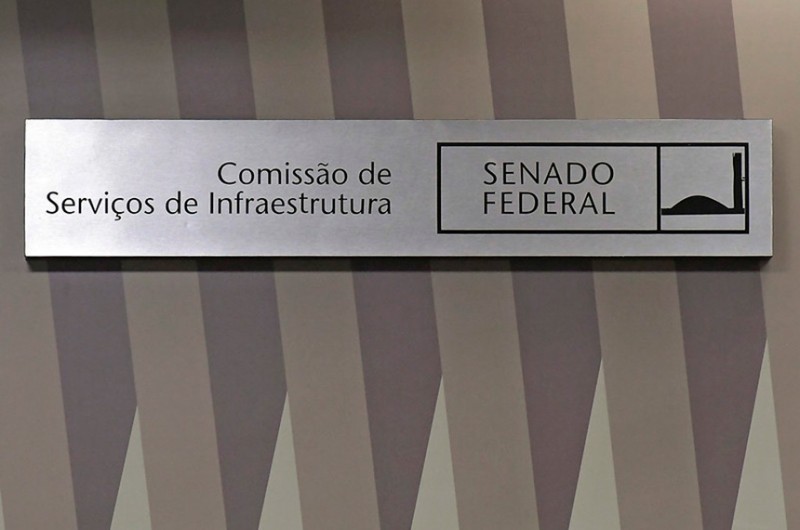 Comissão de
Serviços de Infraestrutura
SENADO
FEDERAL